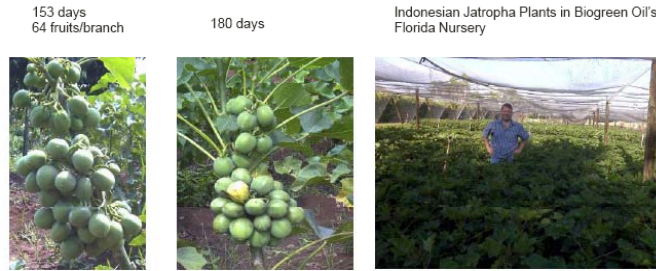 153 days
64 fruits/branch
180 days
Indonesian Jatropha Plants in Biogreen Oil's
Florida Nursery